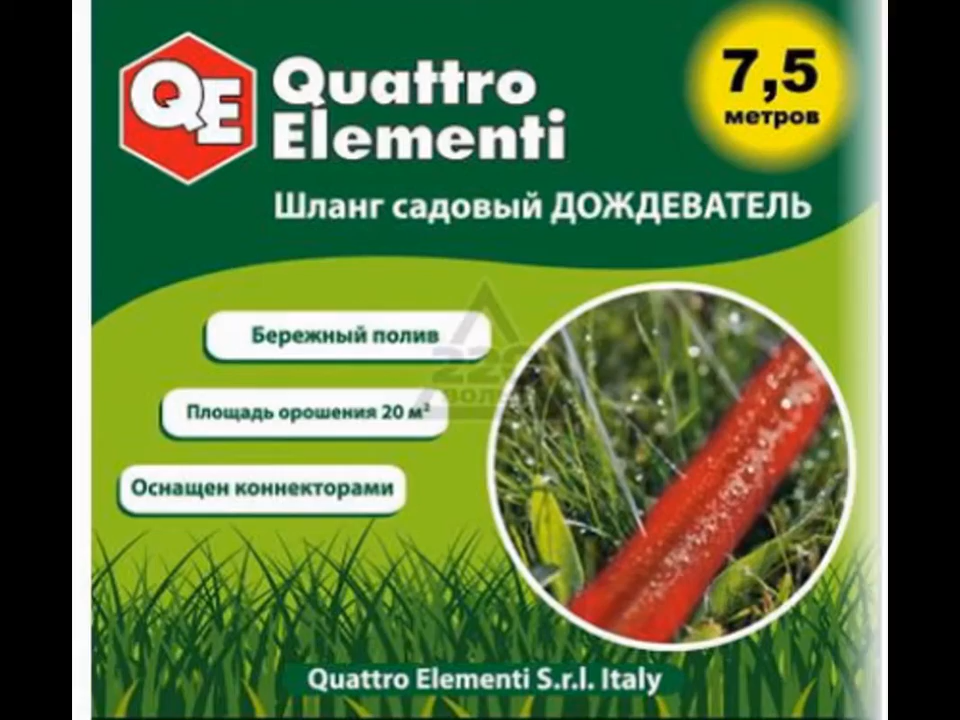 QE
Quattro
Elementi
7,5
метров
Шланг садовый ДОЖДЕВАТЕЛЬ
Бережный полив
Площадь орошения 20 м²
Оснащен коннекторами
Quattro Elementi S.r.l. Italy